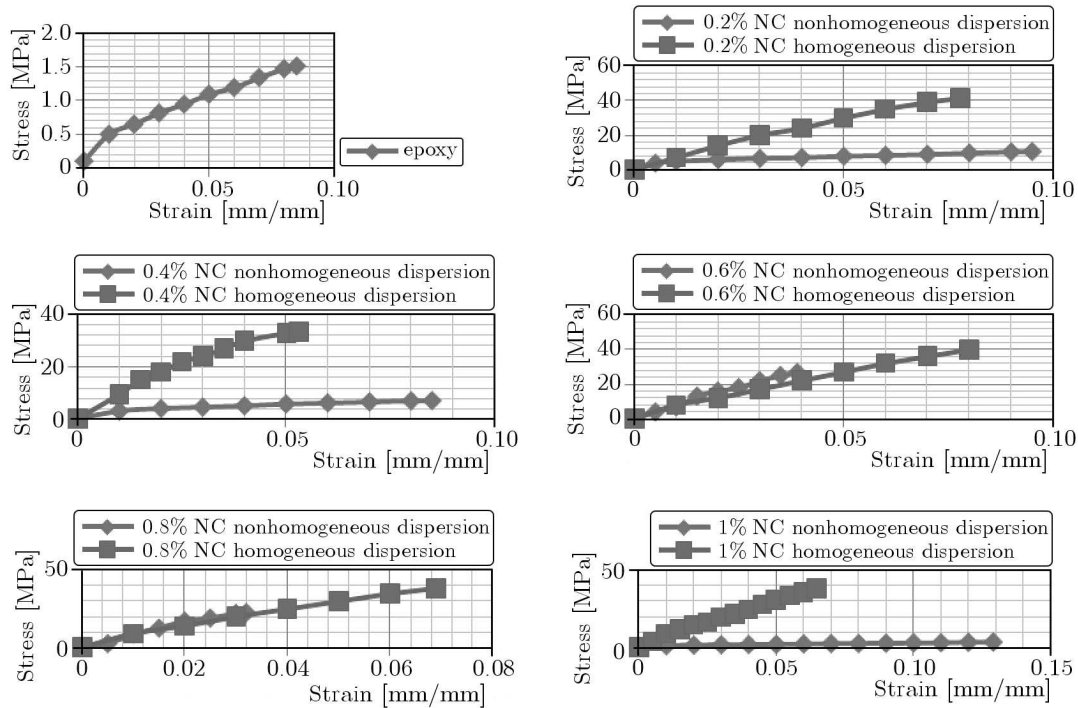 Stress [MPa]
2.0
1.5
1.0
0.5
0
0 0.05 0.10
Strain [mm/mm]
epoxy
0.2% NC nonhomogeneous dispersion
0.2% NC homogeneous dispersion
Stress [MPa]
60
40
20
0
0 0.05 0.10
Strain [mm/mm]
0.4% NC nonhomogeneous dispersion
0.4% NC homogeneous dispersion
Stress [MPa]
40
20
0
0 0.05 0.10
Strain [mm/mm]
0.6% NC nonhomogeneous dispersion
0.6% NC homogeneous dispersion
Stress [MPa]
60
40
20
0
0 0.05 0.10
Strain [mm/mm]
0.8% NC nonhomogeneous dispersion
0.8% NC homogeneous dispersion
Stress [MPa]
50
0
0 0.02 0.04 0.06 0.08
Strain [mm/mm]
1% NC nonhomogeneous dispersion
1% NC homogeneous dispersion
Stress [MPa]
50
0
0 0.05 0.10 0.15
Strain [mm/mm]